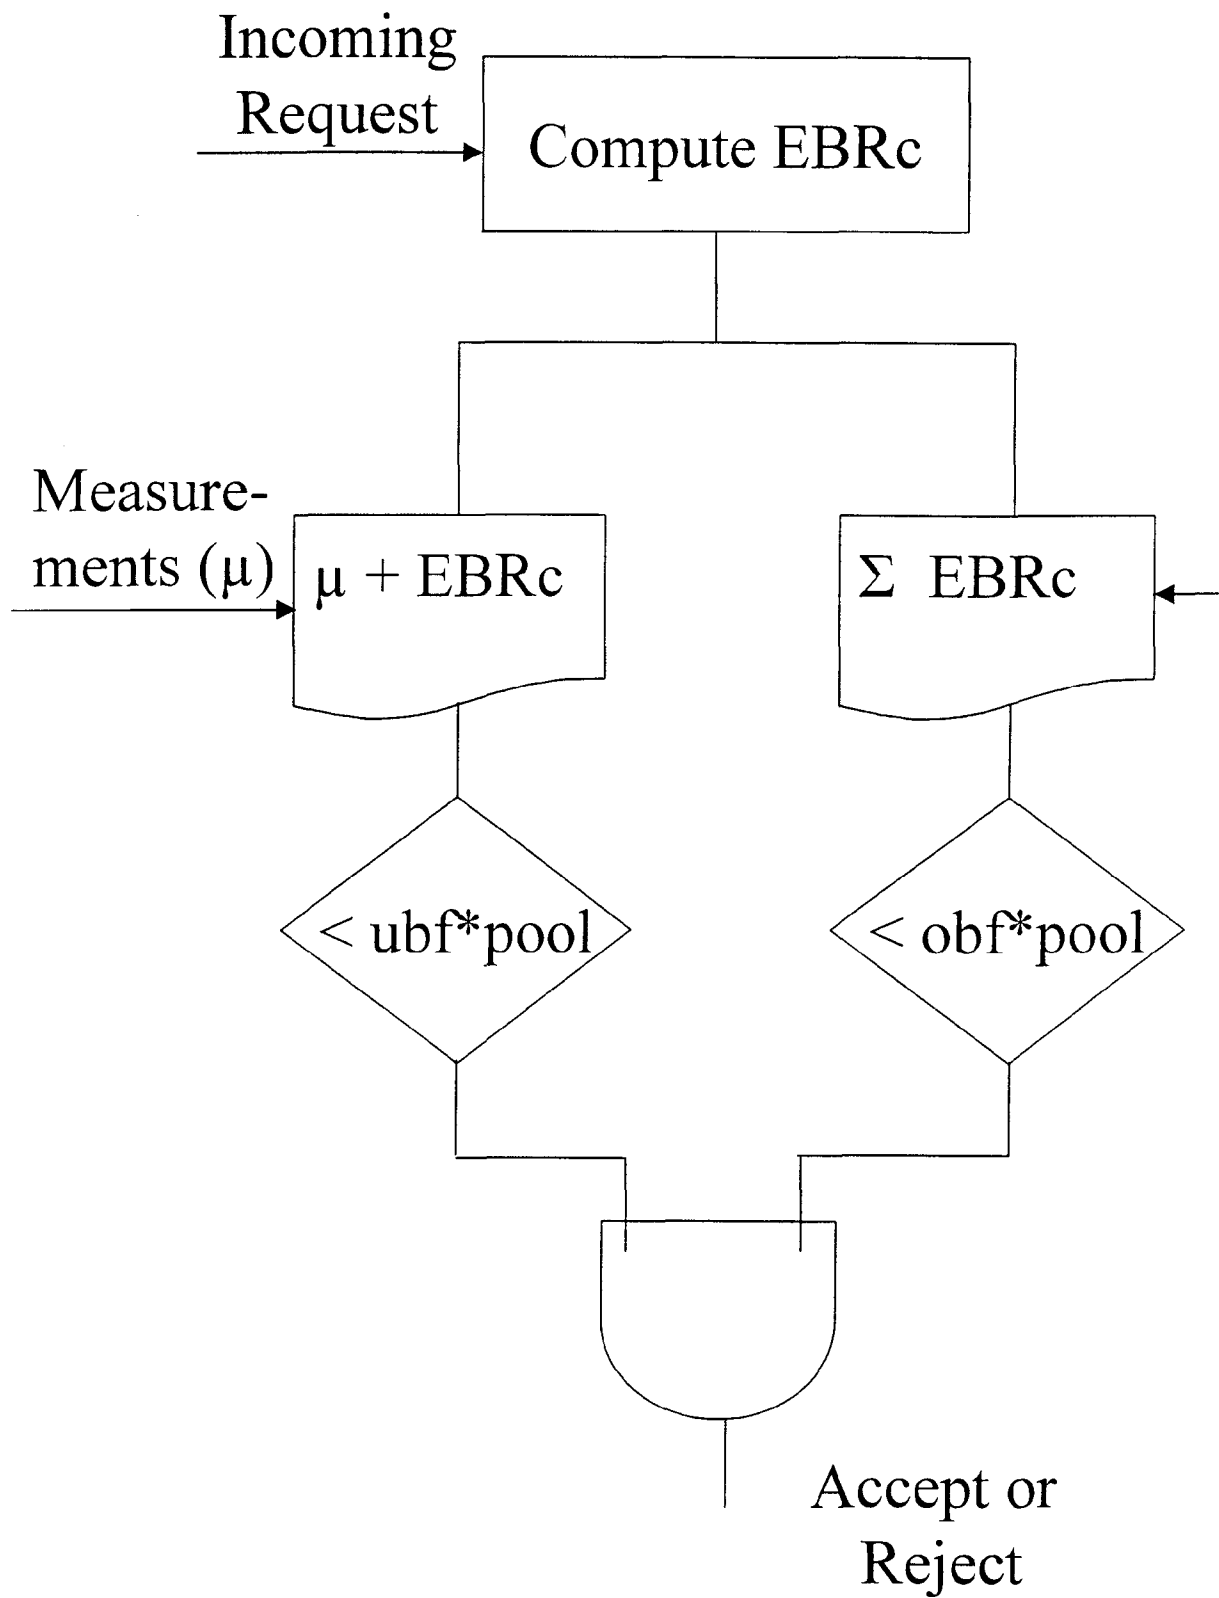 Incoming
Request
Compute EBRc
Measure-
ments (μ)
μ + EBRc
Σ EBRc
< ubf*pool
< obf*pool
Accept or
Reject